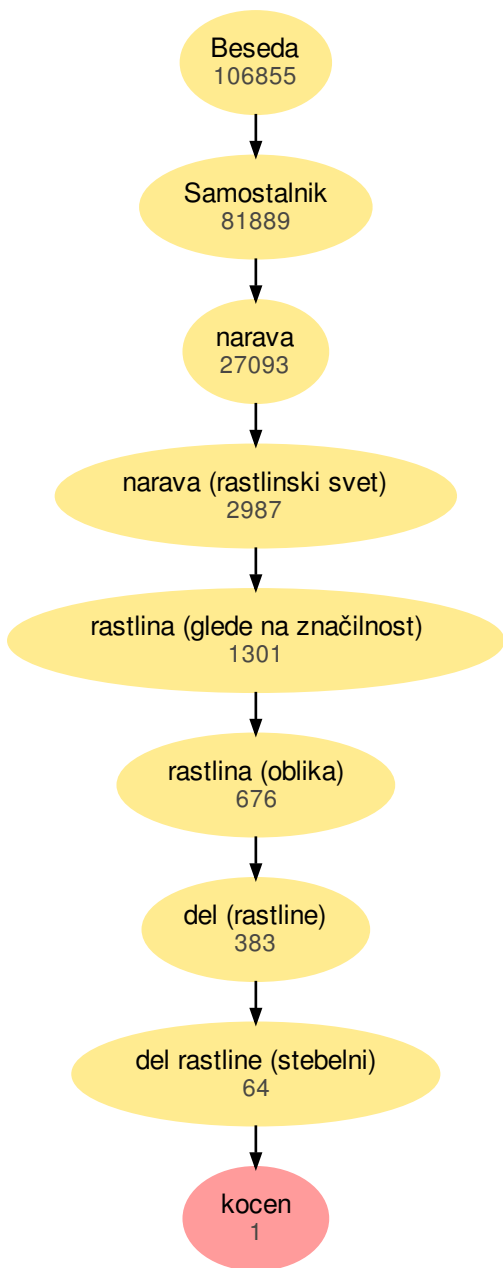 Beseda
106855
Samostalnik
81889
narava
27093
narava (rastlinski svet)
2987
rastlina (glede na značilnost)
1301
rastlina (oblika)
676
del (rastline)
383
del rastline (stebelni)
64
kocen
1